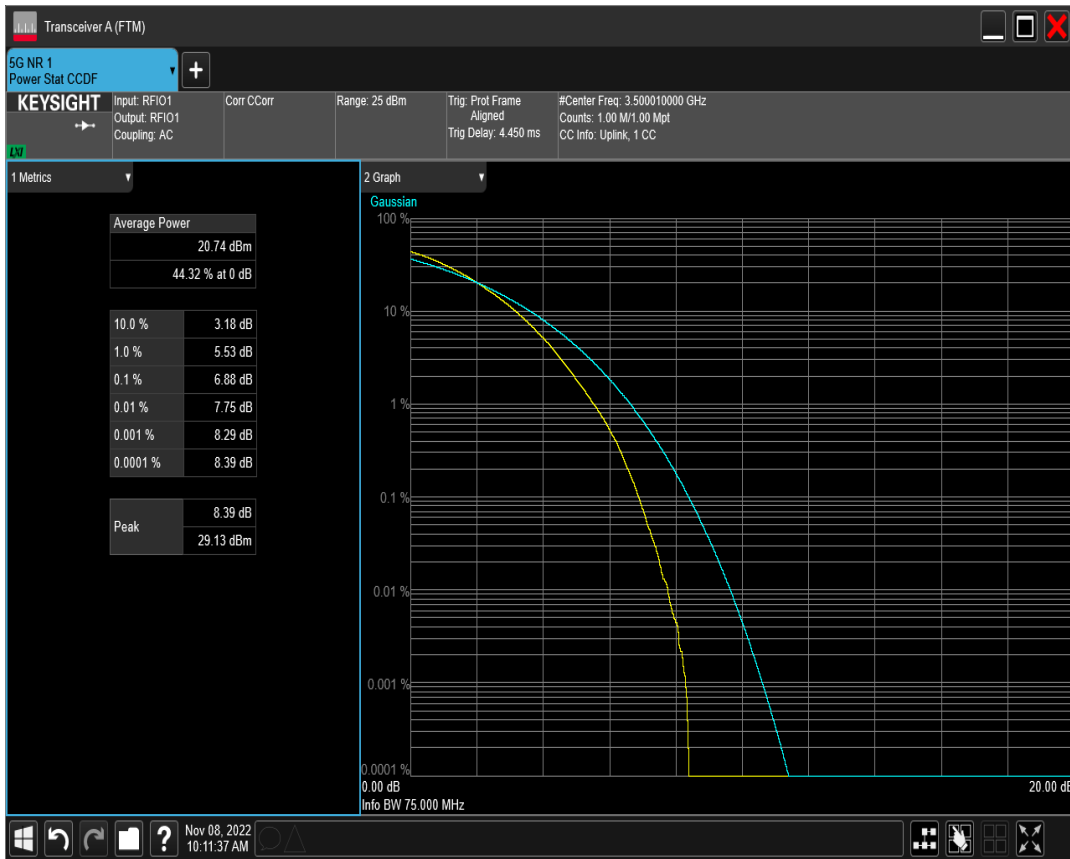 Transceiver A (FTM)
5G NR 1
Power Stat CCDF
+
KEYSIGHT
LXI
Input: RFIO1
Output: RFIO1
Coupling: AC
Corr CCorr
Range: 25 dBm
Trig: Prot Frame
Aligned
Trig Delay: 4.450 ms
#Center Freq: 3.500010000 GHz
Counts: 1.00 M/1.00 Mpt
CC Info: Uplink, 1 CC
1 Metrics
Average Power
20.74 dBm
44.32 % at 0 dB
10.0 % 3.18 dB
1.0 % 5.53 dB
0.1 % 6.88 dB
0.01 % 7.75 dB
0.001 % 8.29 dB
0.0001 % 8.39 dB
Peak
8.39 dB
29.13 dBm
2 Graph
Gaussian
100 %
10 %
1 %
0.1 %
0.01 %
0.001 %
0.0001 %
0.00 dB 20.00 dB
Info BW 75.000 MHz
?
Nov 08, 2022
10:11:37 AM